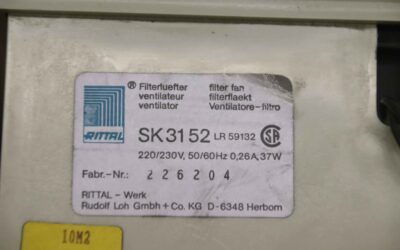 ® Filterluefter filter fan
ventilateur filterflaekt
ventilator Ventilatore-filtro
RITTAL
SK 3152 LR 59132 SA
220/230V, 50/60Hz 0,26A, 37W
Fabr.-Nr.: 226204
RITTAL - Werk
Rudolf Loh GmbH + Co. KG D-6348 Herborn
10M2